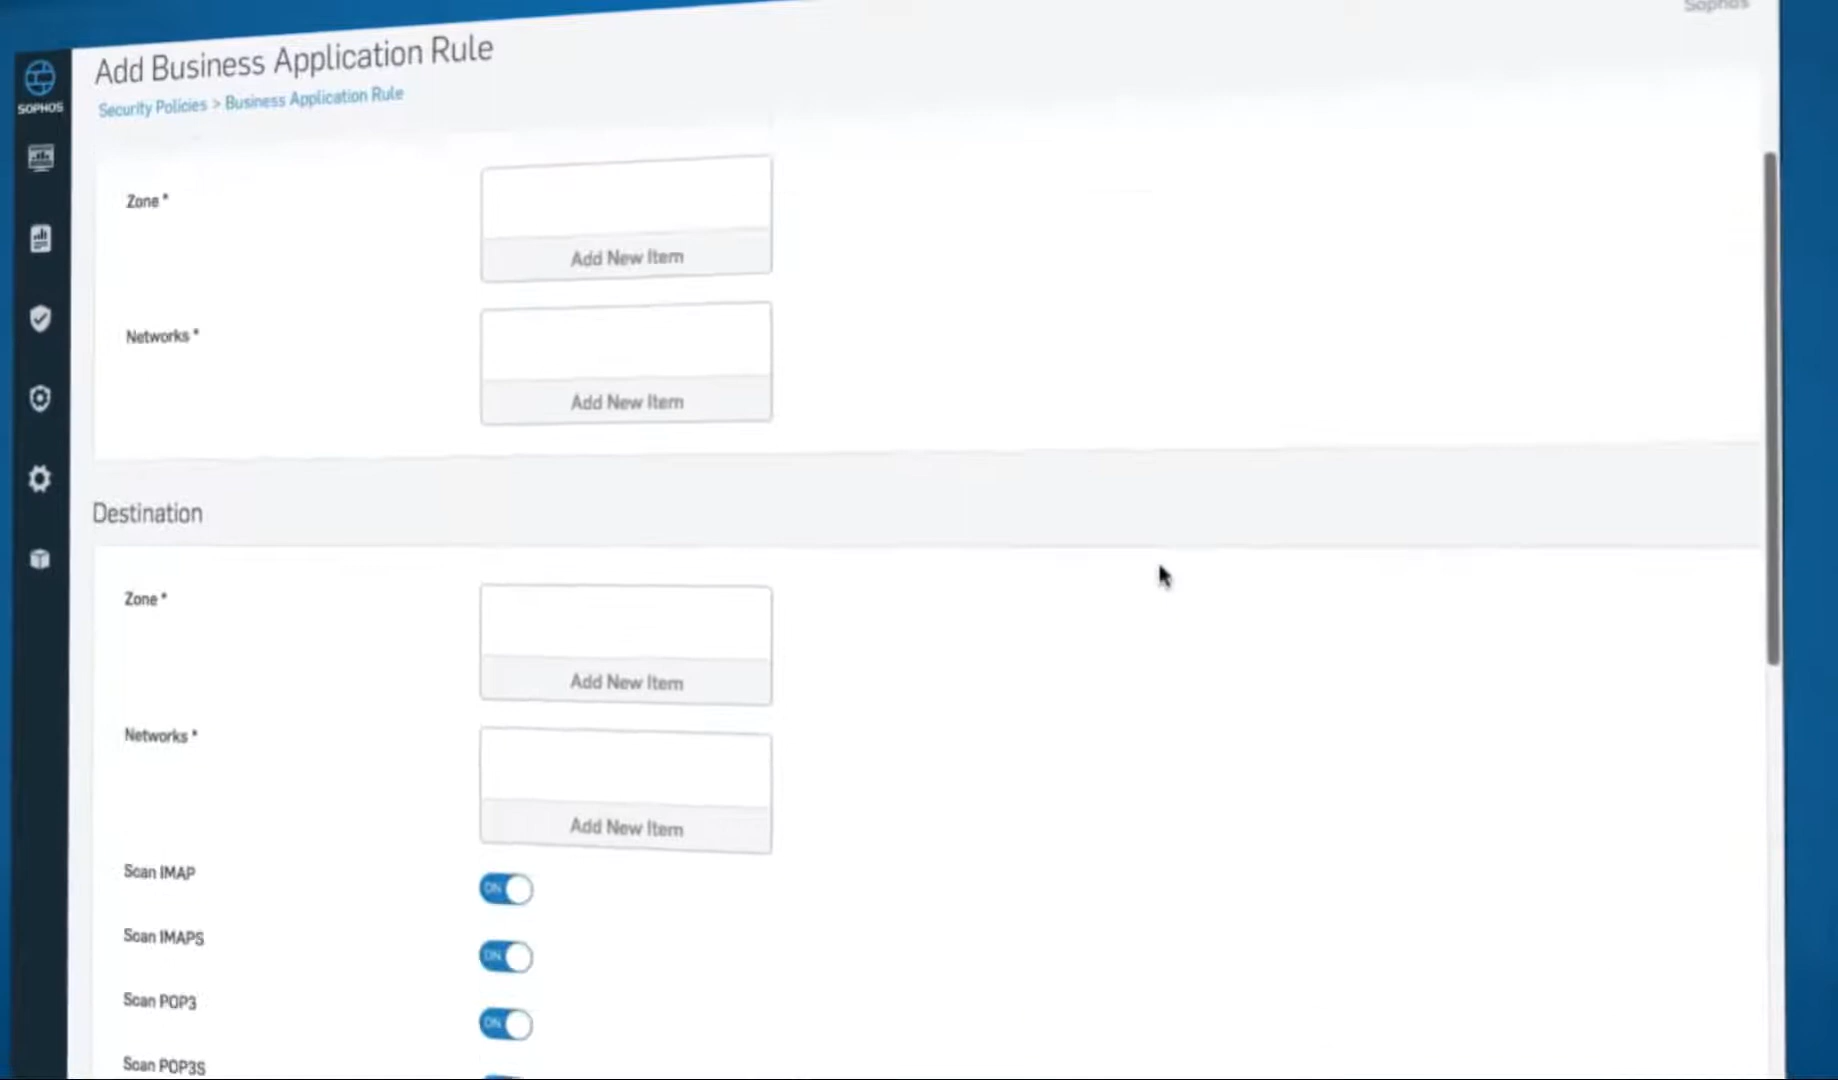 Sophos
Add Business Application Rule
SOPHOS
Security Policies > Business Application Rule
Zone *
Add New Item
Networks *
Add New Item
Destination
Zone *
Add New Item
Networks *
Add New Item
Scan IMAP
ON
Scan IMAPS
ON
Scan POP3
ON
Scan POP3S